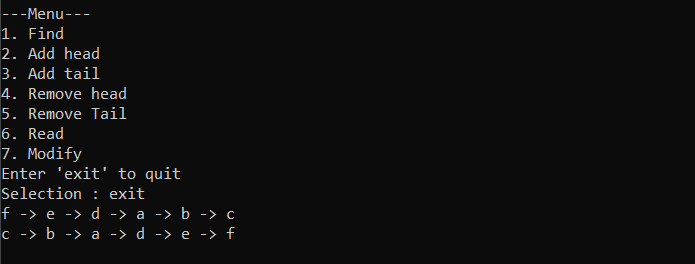 ---Menu---
1. Find
2. Add head
3. Add tail
4. Remove head
5. Remove Tail
6. Read
7. Modify
Enter 'exit' to quit
Selection : exit
f -> e -> d -> a -> b -> c
c -> b -> a -> d -> e -> f